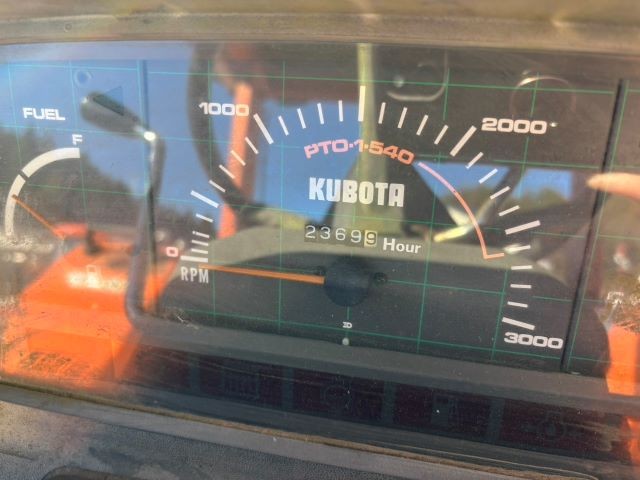 FUEL
F
1000
2000
PTO-1-540
KUBOTA
23699 Hour
0
RPM
3000